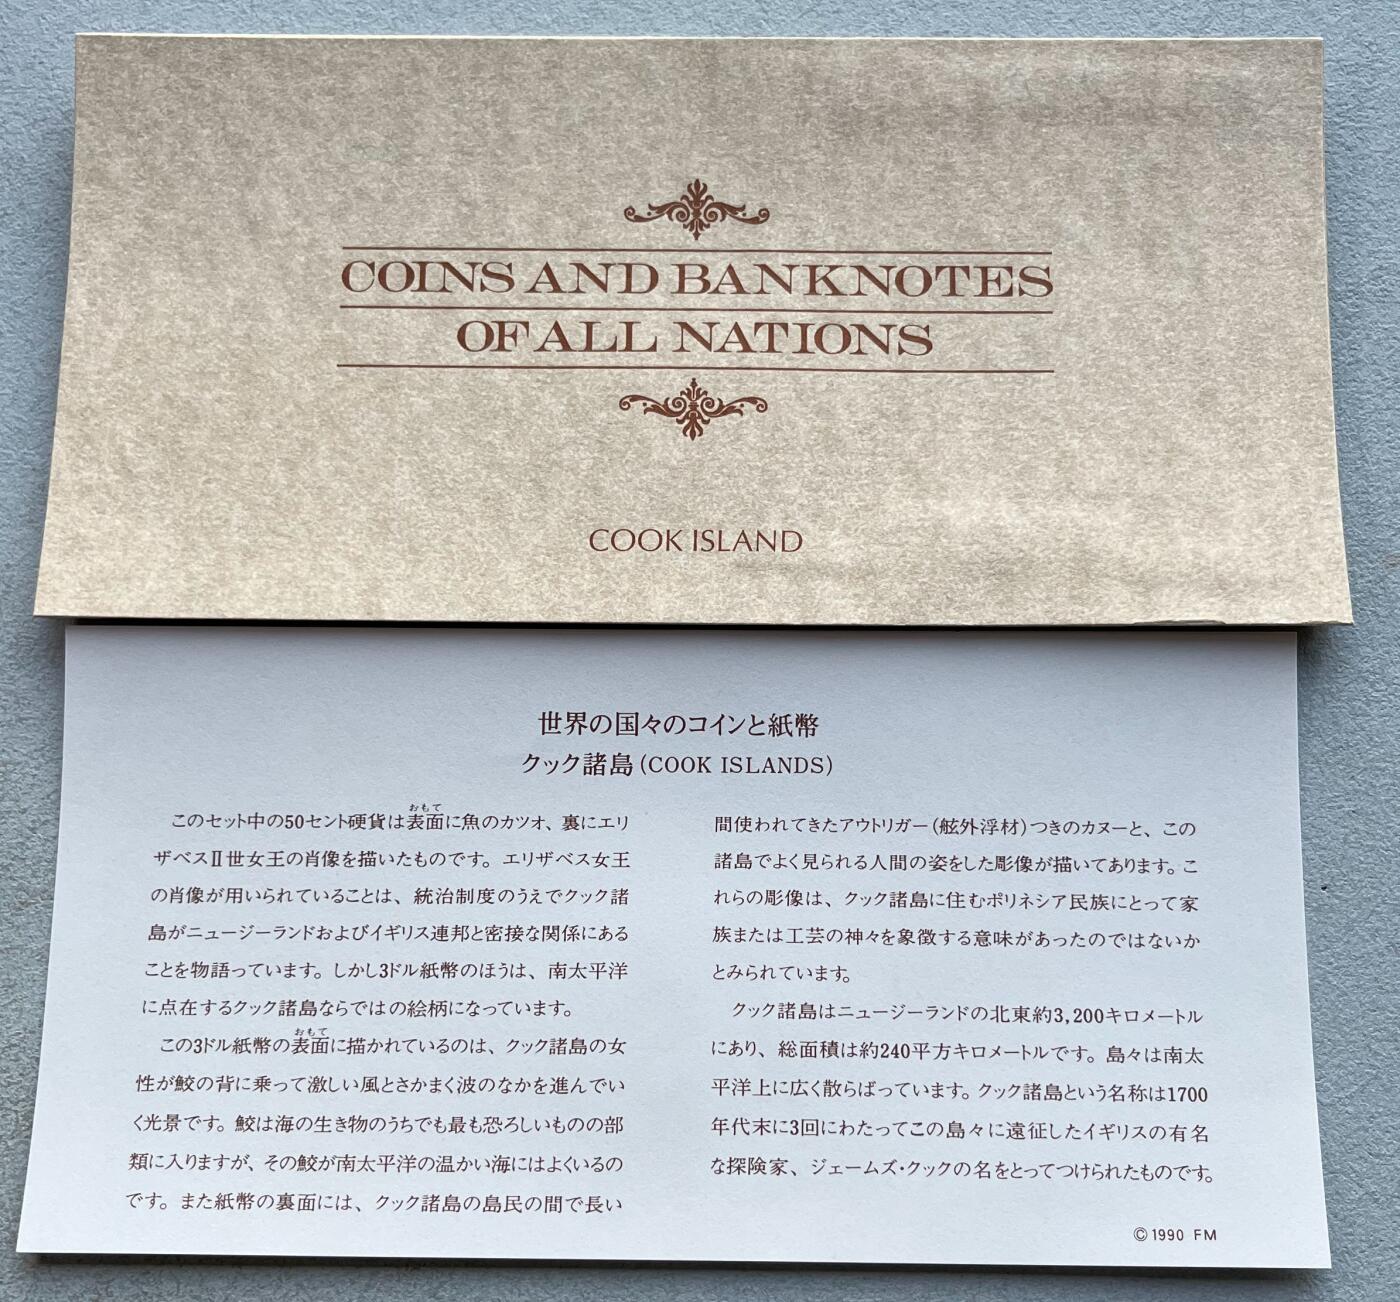 COINS AND BANKNOTES
OF ALL NATIONS
COOK ISLAND
世界の国々のコインと紙幣
クック諸島(COOK ISLANDS)
おもて
このセット中の50セント硬貨は表面に魚のカツオ、裏にエリ
ザベスⅡ世女王の肖像を描いたものです。エリザベス女王
の肖像が用いられていることは、統治制度のうえでクック諸
島がニュージーランドおよびイギリス連邦と密接な関係にある
ことを物語っています。しかし3ドル紙幣のほうは、南太平洋
に点在するクック諸島ならではの絵柄になっています。
おもて
この3ドル紙幣の表面に描かれているのは、クック諸島の女
性が鮫の背に乗って激しい風とさかまく波のなかを進んでい
く光景です。鮫は海の生き物のうちでも最も恐ろしいものの部
類に入りますが、その鮫が南太平洋の温かい海にはよくいるの
です。また紙幣の裏面には、クック諸島の島民の間で長い
間使われてきたアウトリガー(舷外浮材)つきのカヌーと、この
諸島でよく見られる人間の姿をした彫像が描いてあります。こ
れらの彫像は、クック諸島に住むポリネシア民族にとって家
族または工芸の神々を象徴する意味があったのではないか
とみられています。
クック諸島はニュージーランドの北東約3,200キロメートル
にあり、総面積は約240平方キロメートルです。島々は南太
平洋上に広く散らばっています。クック諸島という名称は1700
年代末に3回にわたってこの島々に遠征したイギリスの有名
な探険家、ジェームズ・クックの名をとってつけられたものです。
©1990 FM